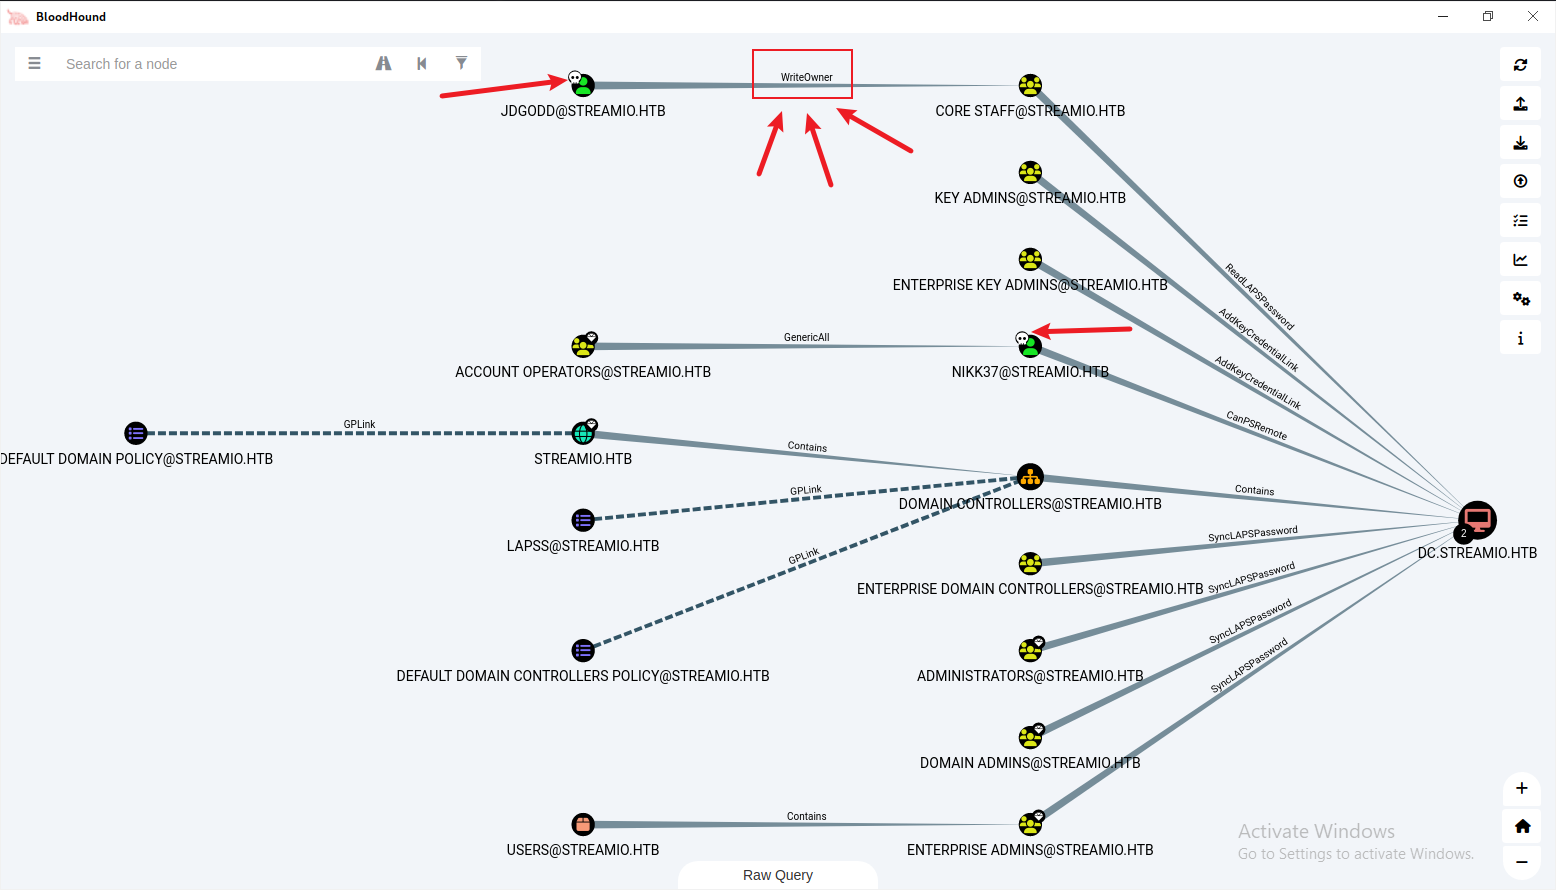 BloodHound
Search for a node
WriteOwner
JDGODD@STREAMIO.HTB
CORE STAFF@STREAMIO.HTB
KEY ADMINS@STREAMIO.HTB
ReadLAPSPassword
ENTERPRISE KEY ADMINS@STREAMIO.HTB
AddKeyCredentialLink
GenericAll
ACCOUNT OPERATORS@STREAMIO.HTB
NIKK37@STREAMIO.HTB
AddKeyCredentialLink
CanPSRemote
GPLink
DEFAULT DOMAIN POLICY@STREAMIO.HTB
STREAMIO.HTB
Contains
GPLink
DOMAIN CONTROLLERS@STREAMIO.HTB
Contains
LAPSS@STREAMIO.HTB
GPLink
SyncLAPSPassword
2
DC.STREAMIO.HTB
ENTERPRISE DOMAIN CONTROLLERS@STREAMIO.HTB
SyncLAPSPassword
SyncLAPSPassword
DEFAULT DOMAIN CONTROLLERS POLICY@STREAMIO.HTB
ADMINISTRATORS@STREAMIO.HTB
SyncLAPSPassword
DOMAIN ADMINS@STREAMIO.HTB
Contains
USERS@STREAMIO.HTB
ENTERPRISE ADMINS@STREAMIO.HTB
Activate Windows
Go to Settings to activate Windows.
Raw Query